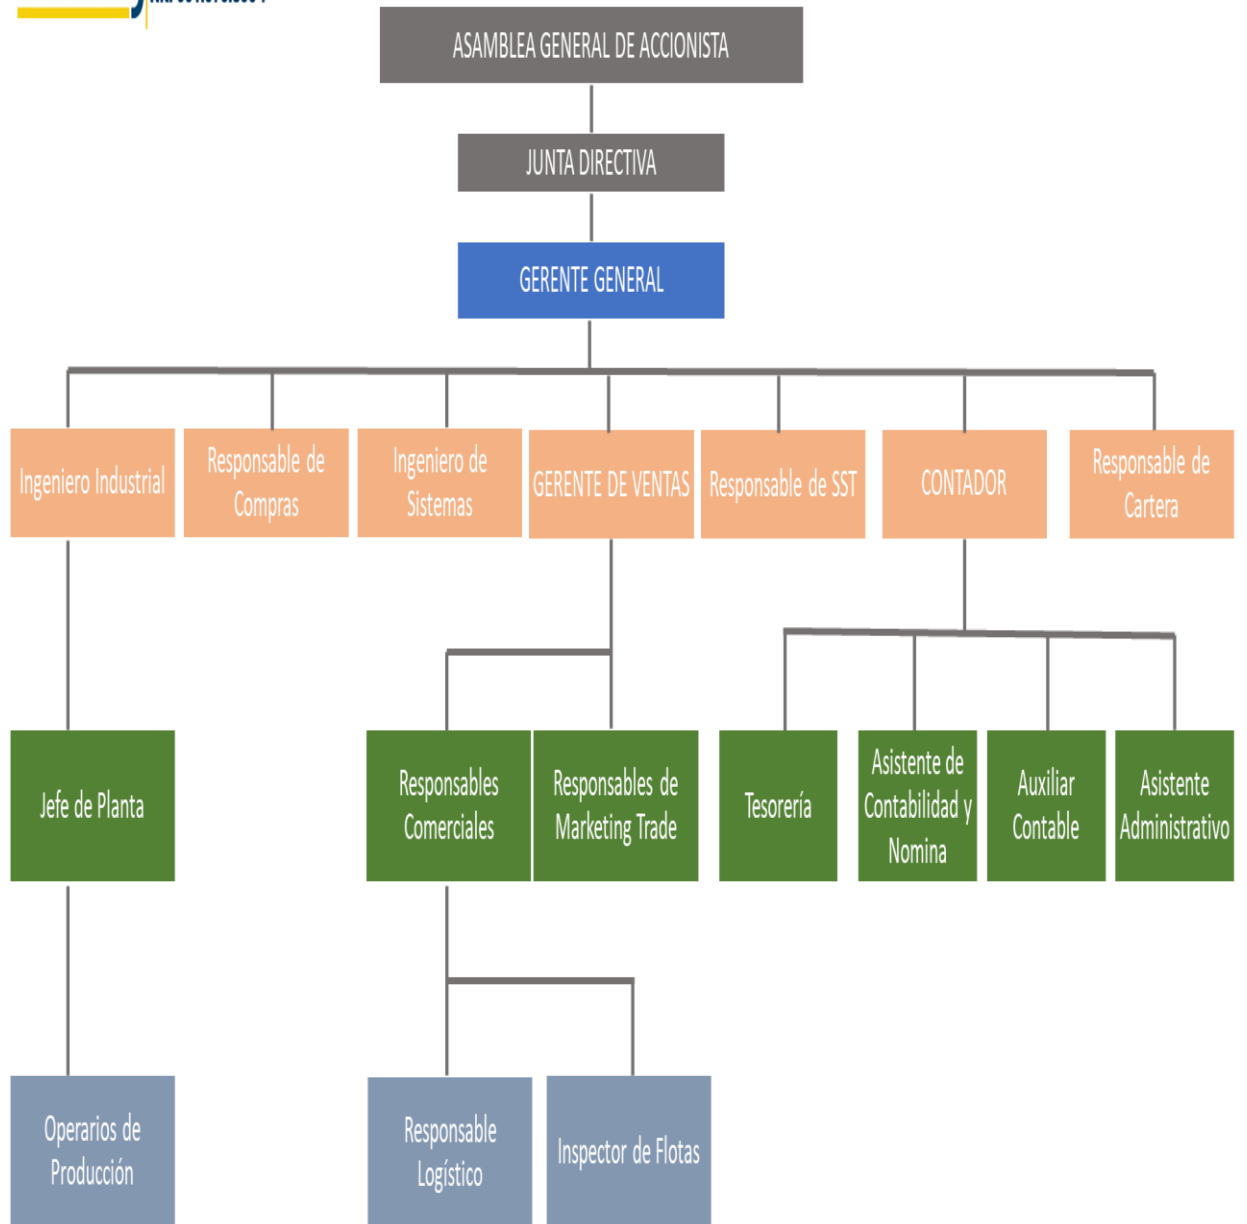 ASAMBLEA GENERAL DE ACCIONISTA
JUNTA DIRECTIVA
GERENTE GENERAL
Ingeniero Industrial
Responsable de
Compras
Ingeniero de
Sistemas
GERENTE DE VENTAS
Responsable de SST
CONTADOR
Responsable de
Cartera
Jefe de Planta
Responsables
Comerciales
Responsables de
Marketing Trade
Tesorería
Asistente de
Contabilidad y
Nomina
Auxiliar
Contable
Asistente
Administrativo
Operarios de
Producción
Responsable
Logístico
Inspector de Flotas